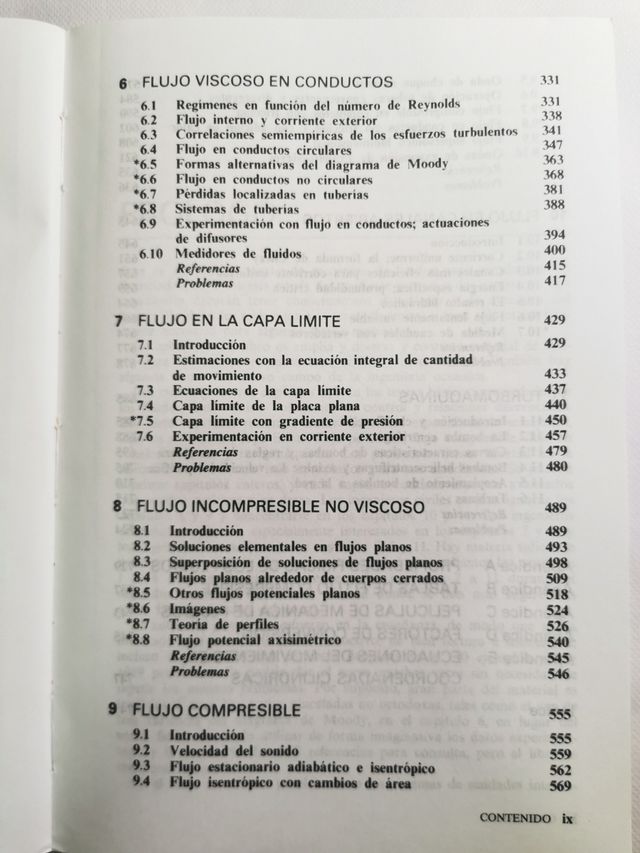 6 FLUJO VISCOSO EN CONDUCTOS 331
6.1 Regímenes en función del número de Reynolds 331
6.2 Flujo interno y corriente exterior 338
6.3 Correlaciones semiempíricas de los esfuerzos turbulentos 341
6.4 Flujo en conductos circulares 347
*6.5 Formas alternativas del diagrama de Moody 363
*6.6 Flujo en conductos no circulares 368
*6.7 Pérdidas localizadas en tuberías 381
*6.8 Sistemas de tuberías 388
6.9 Experimentación con flujo en conductos; actuaciones
de difusores 394
6.10 Medidores de fluidos 400
Referencias 415
Problemas 417
7 FLUJO EN LA CAPA LIMITE 429
7.1 Introducción 429
7.2 Estimaciones con la ecuación integral de cantidad
de movimiento 433
7.3 Ecuaciones de la capa límite 437
7.4 Capa límite de la placa plana 440
*7.5 Capa límite con gradiente de presión 450
7.6 Experimentación en corriente exterior 457
Referencias 479
Problemas 480
8 FLUJO INCOMPRESIBLE NO VISCOSO 489
8.1 Introducción 489
8.2 Soluciones elementales en flujos planos 493
8.3 Superposición de soluciones de flujos planos 498
8.4 Flujos planos alrededor de cuerpos cerrados 509
*8.5 Otros flujos potenciales planos 518
*8.6 Imágenes 524
*8.7 Teoría de perfiles 526
*8.8 Flujo potencial axisimétrico 540
Referencias 545
Problemas 546
9 FLUJO COMPRESIBLE 555
9.1 Introducción 555
9.2 Velocidad del sonido 559
9.3 Flujo estacionario adiabático e isentrópico 562
9.4 Flujo isentrópico con cambios de área 569
CONTENIDO ix